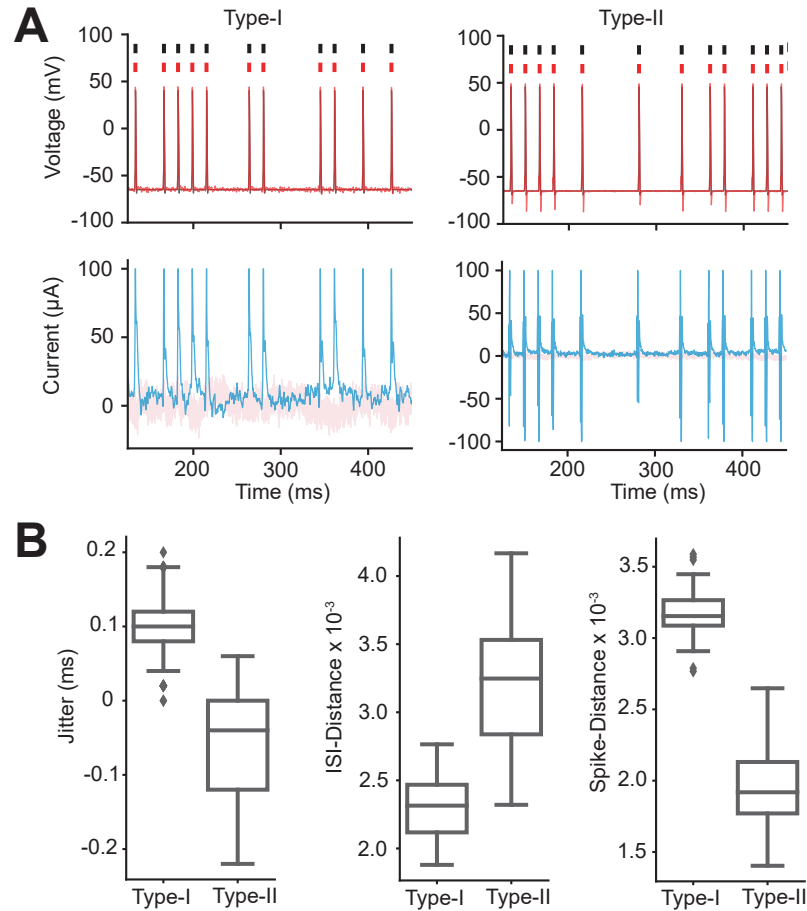 A
Type-I
Type-II
Voltage (mV)
100
50
0
-50
-100
100
50
0
-50
-100
Current (µA)
100
50
0
100
50
0
-50
-100
200
300
400
200
300
400
Time (ms)
Time (ms)
B
Jitter (ms)
0.2
0.1
0
-0.1
-0.2
Type-I
Type-II
ISI-Distance x 10⁻³
4.0
3.5
3.0
2.5
2.0
Type-I
Type-II
Spike-Distance x 10⁻³
3.5
3.0
2.5
2.0
1.5
Type-I
Type-II